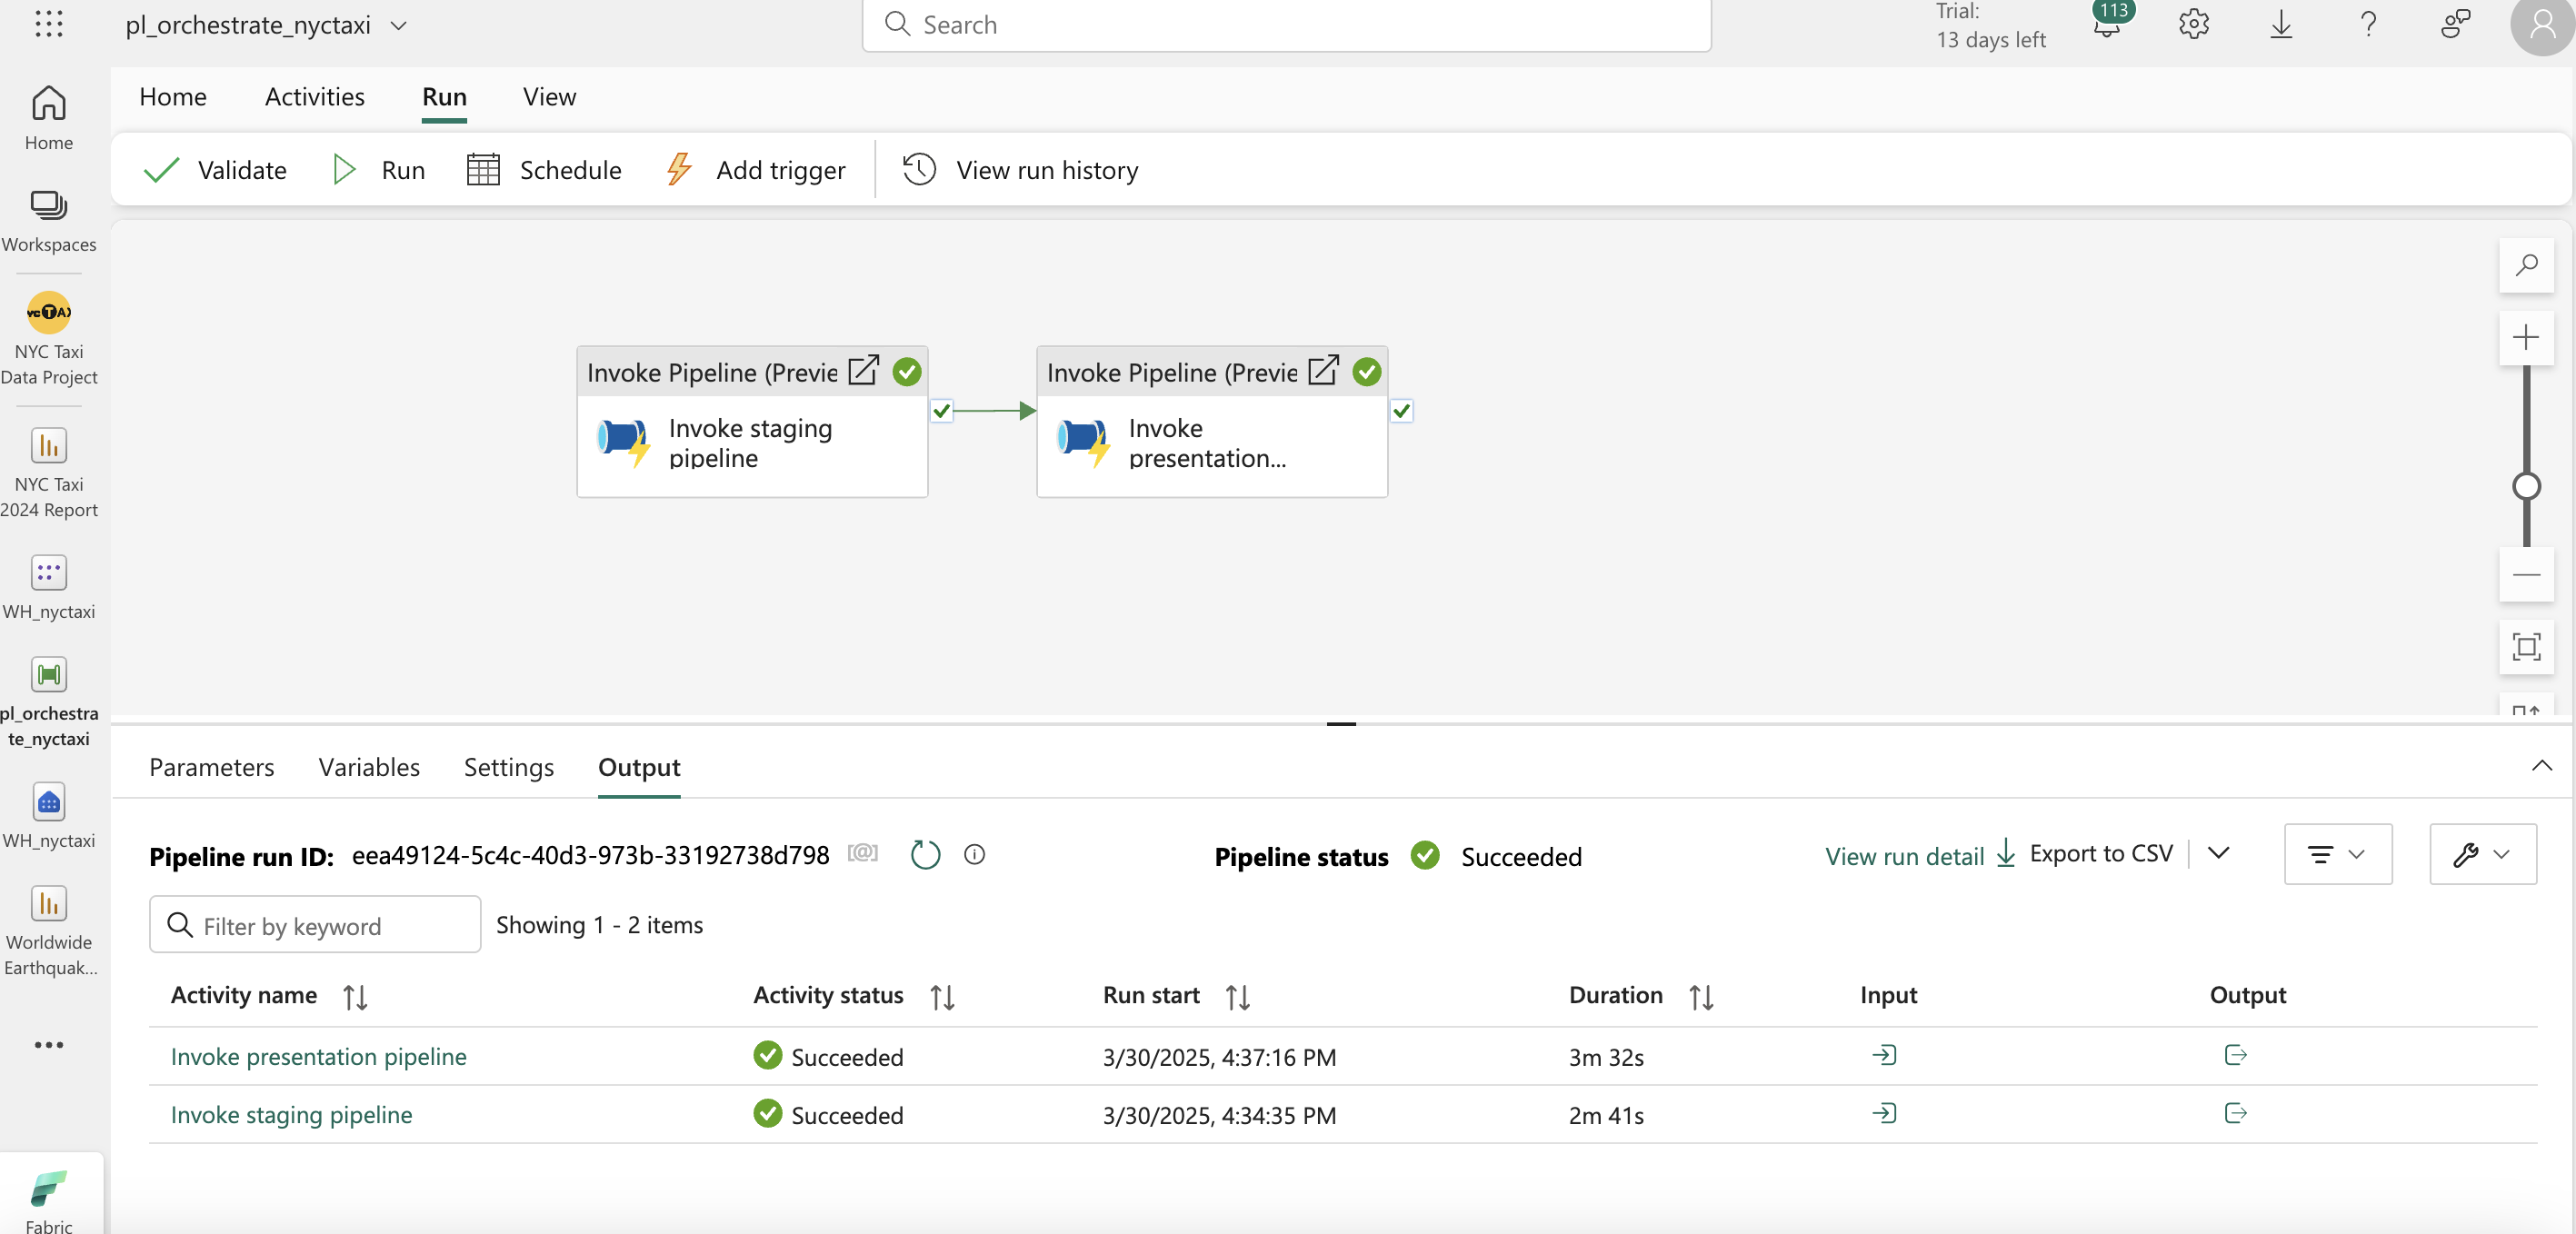 pl_orchestrate_nyctaxi
Search
Trial:
13 days left
113
Home
Workspaces
NYC TAXI
NYC Taxi
Data Project
NYC Taxi
2024 Report
WH_nyctaxi
pl_orchestra
te_nyctaxi
WH_nyctaxi
Worldwide
Earthquak...
Fabric
Home Activities Run View
Validate Run Schedule Add trigger View run history
Invoke Pipeline (Previe
Invoke staging
pipeline
Invoke Pipeline (Previe
Invoke
presentation...
Parameters Variables Settings Output
Pipeline run ID: eea49124-5c4c-40d3-973b-33192738d798 [@] Pipeline status Succeeded View run detail Export to CSV
Filter by keyword Showing 1 - 2 items
Activity name Activity status Run start Duration Input Output
Invoke presentation pipeline Succeeded 3/30/2025, 4:37:16 PM 3m 32s
Invoke staging pipeline Succeeded 3/30/2025, 4:34:35 PM 2m 41s